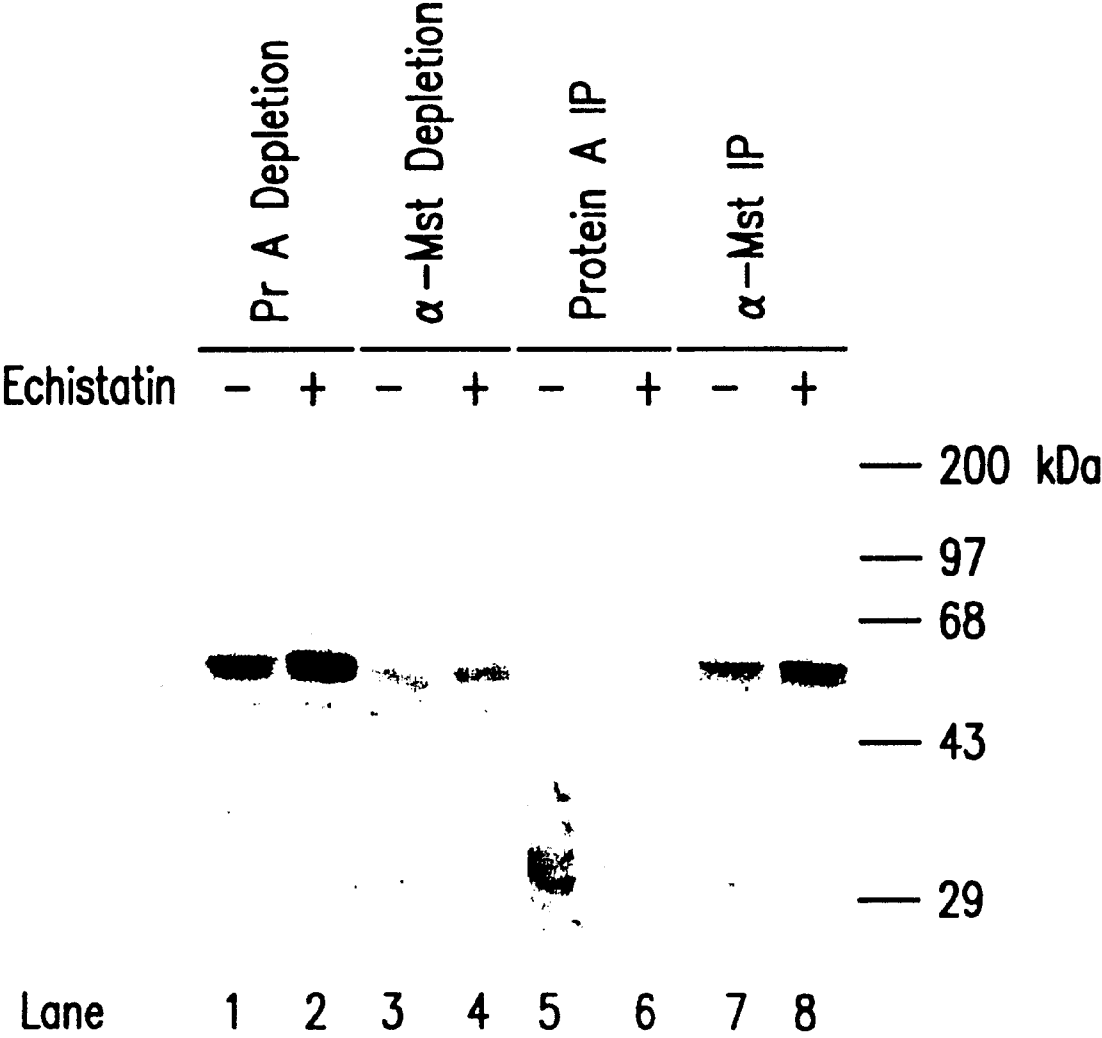 Pr A Depletion
α-Mst Depletion
Protein A IP
α-Mst IP
Echistatin - + - + - + - +
200 kDa
97
68
43
29
Lane 1 2 3 4 5 6 7 8